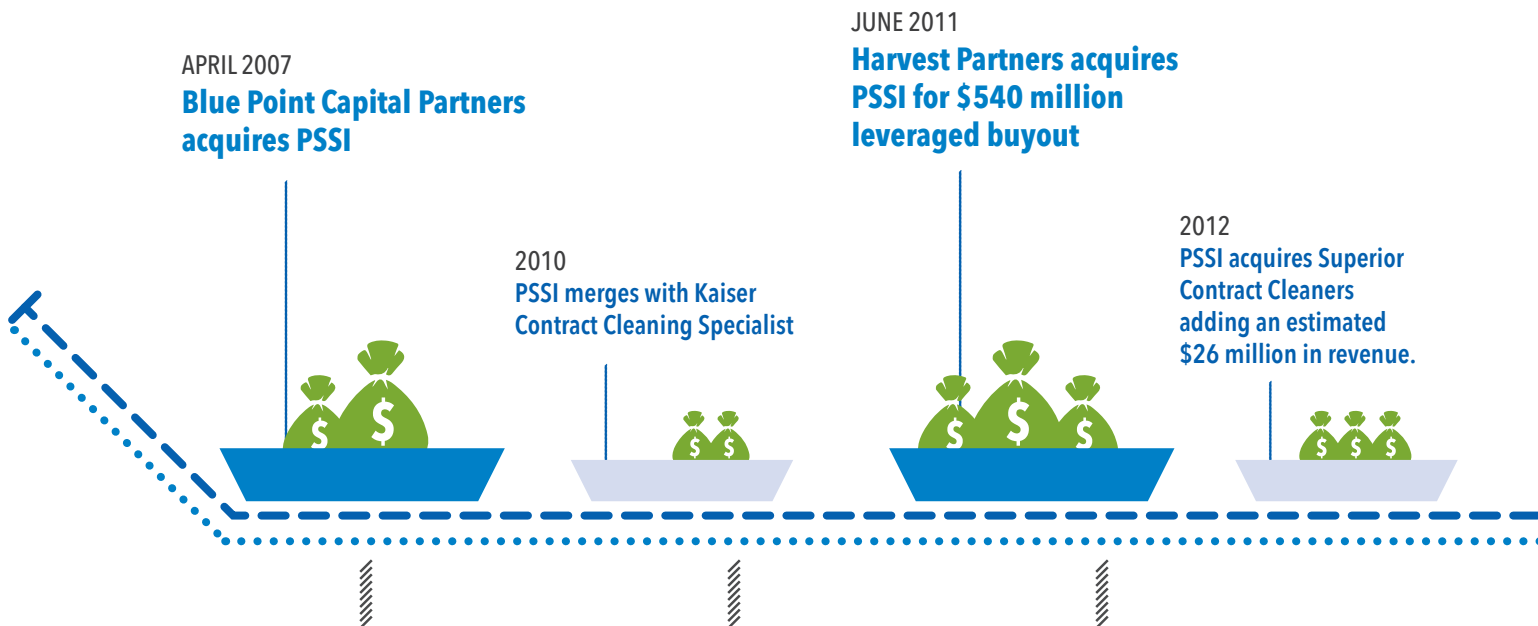 APRIL 2007
Blue Point Capital Partners
acquires PSSI
2010
PSSI merges with Kaiser
Contract Cleaning Specialist
JUNE 2011
Harvest Partners acquires
PSSI for $540 million
leveraged buyout
2012
PSSI acquires Superior
Contract Cleaners
adding an estimated
$26 million in revenue.
$
$
$
$
$
$
$
$
$
$